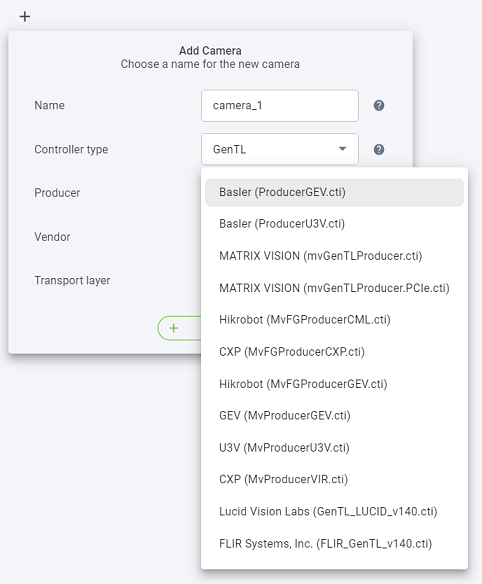 +
Add Camera
Choose a name for the new camera
Name
camera_1
?
Controller type
GenTL
?
Producer
Vendor
Transport layer
+
Basler (ProducerGEV.cti)
Basler (ProducerU3V.cti)
MATRIX VISION (mvGenTLProducer.cti)
MATRIX VISION (mvGenTLProducer.PCIe.cti)
Hikrobot (MvFGProducerCML.cti)
CXP (MvFGProducerCXP.cti)
Hikrobot (MvFGProducerGEV.cti)
GEV (MvProducerGEV.cti)
U3V (MvProducerU3V.cti)
CXP (MvProducerVIR.cti)
Lucid Vision Labs (GenTL_LUCID_v140.cti)
FLIR Systems, Inc. (FLIR_GenTL_v140.cti)